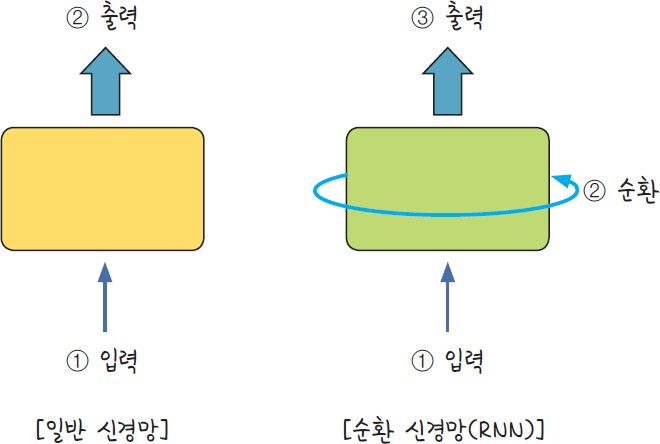 ② 출력
① 입력
[일반 신경망]
③ 출력
② 순환
① 입력
[순환 신경망(RNN)]